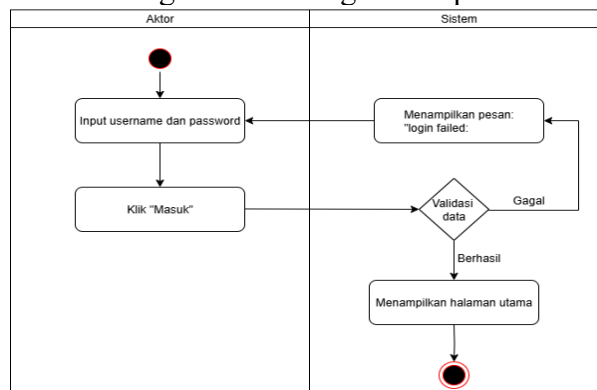 Aktor
Sistem
Input username dan password
Menampilkan pesan:
"login failed:
Klik "Masuk"
Validasi
data
Gagal
Berhasil
Menampilkan halaman utama